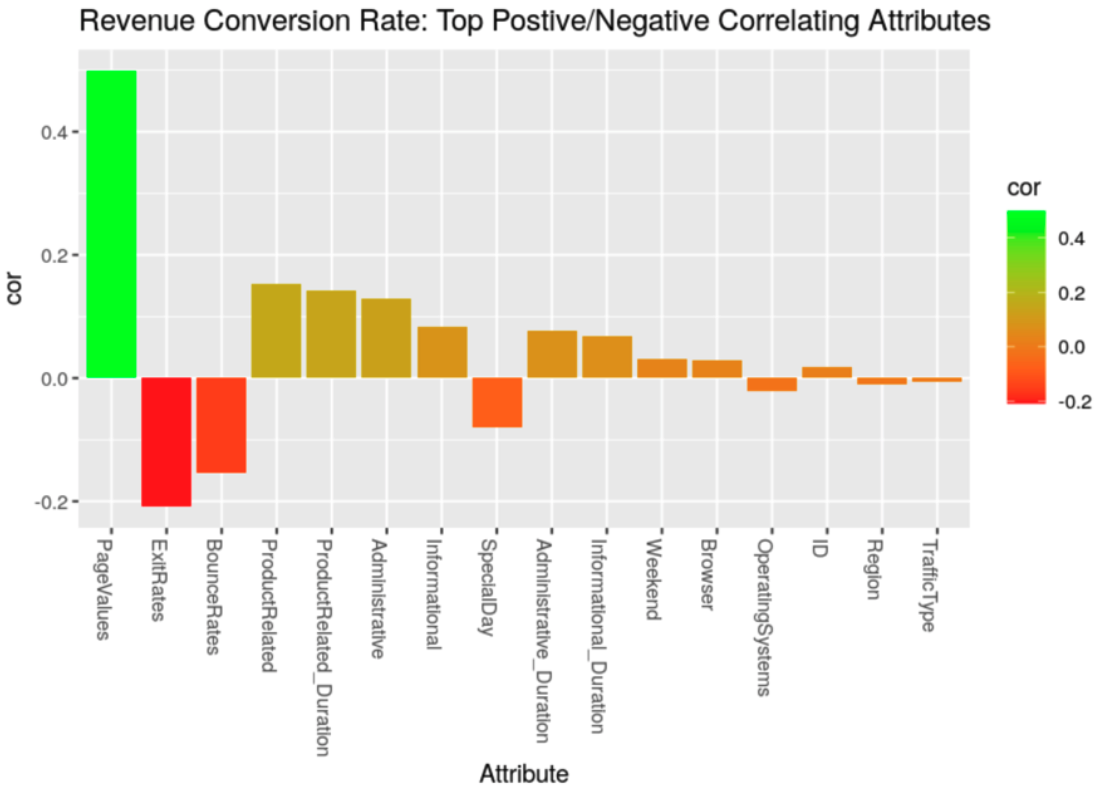 Revenue Conversion Rate: Top Postive/Negative Correlating Attributes
cor
0.4
0.2
0.0
-0.2
PageValues
ExitRates
BounceRates
ProductRelated
ProductRelated_Duration
Administrative
Informational
SpecialDay
Administrative_Duration
Informational_Duration
Weekend
Browser
OperatingSystems
ID
Region
TrafficType
Attribute
cor
0.4
0.2
0.0
-0.2